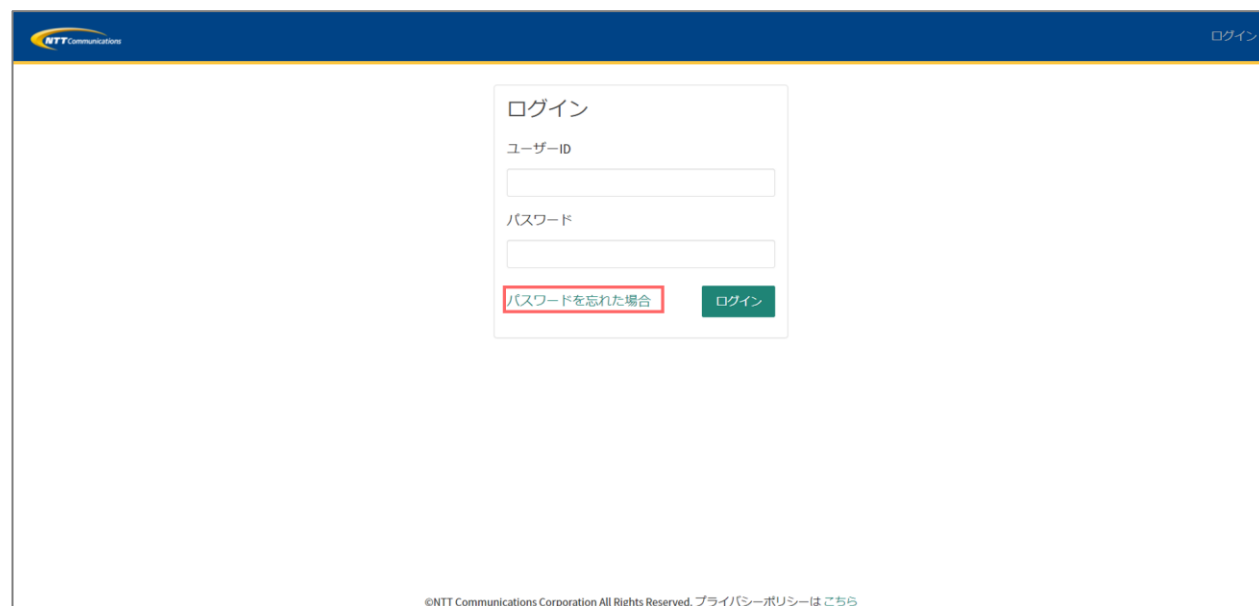 NTT Communications
ログイン
ログイン
ユーザーID
パスワード
パスワードを忘れた場合 ログイン
©NTT Communications Corporation All Rights Reserved. プライバシーポリシーは こちら